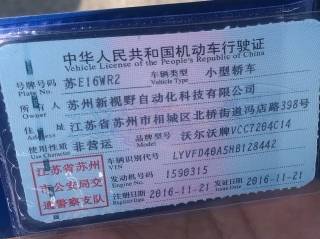 中华人民共和国机动车行驶证
Vehicle License of the People's Republic of China
号牌号码 苏E16WR2 车辆类型 小型轿车
Plate No. Vehicle Type
所有人 苏州新视野自动化科技有限公司
Owner
住址 江苏省苏州市相城区北桥街道冯店路398号
Address
使用性质 非营运 品牌型号 沃尔沃牌VCC7204C14
Use Character Model
江苏省苏州市公安局交通警察支队
车辆识别代号 LYVFD40A5HB128442
VIN
发动机号码 1590315
Engine No.
注册日期 2016-11-21 发证日期 2016-11-21
Register Date Issue Date